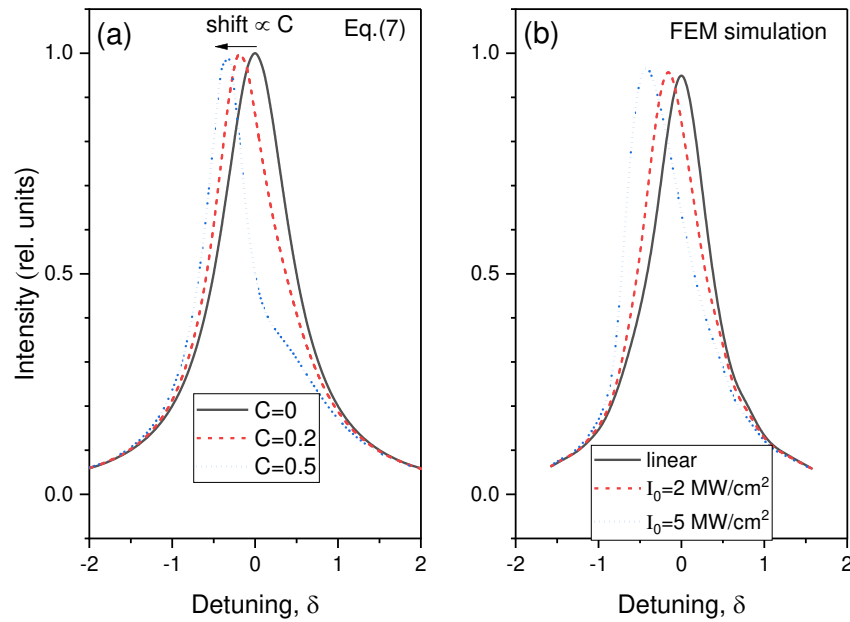 (a)
shift ∝ C
Eq.(7)
1.0
0.5
0.0
Intensity (rel. units)
C=0
C=0.2
C=0.5
-2
-1
0
1
2
Detuning, δ
(b)
FEM simulation
1.0
0.5
0.0
linear
I₀=2 MW/cm²
I₀=5 MW/cm²
-2
-1
0
1
2
Detuning, δ